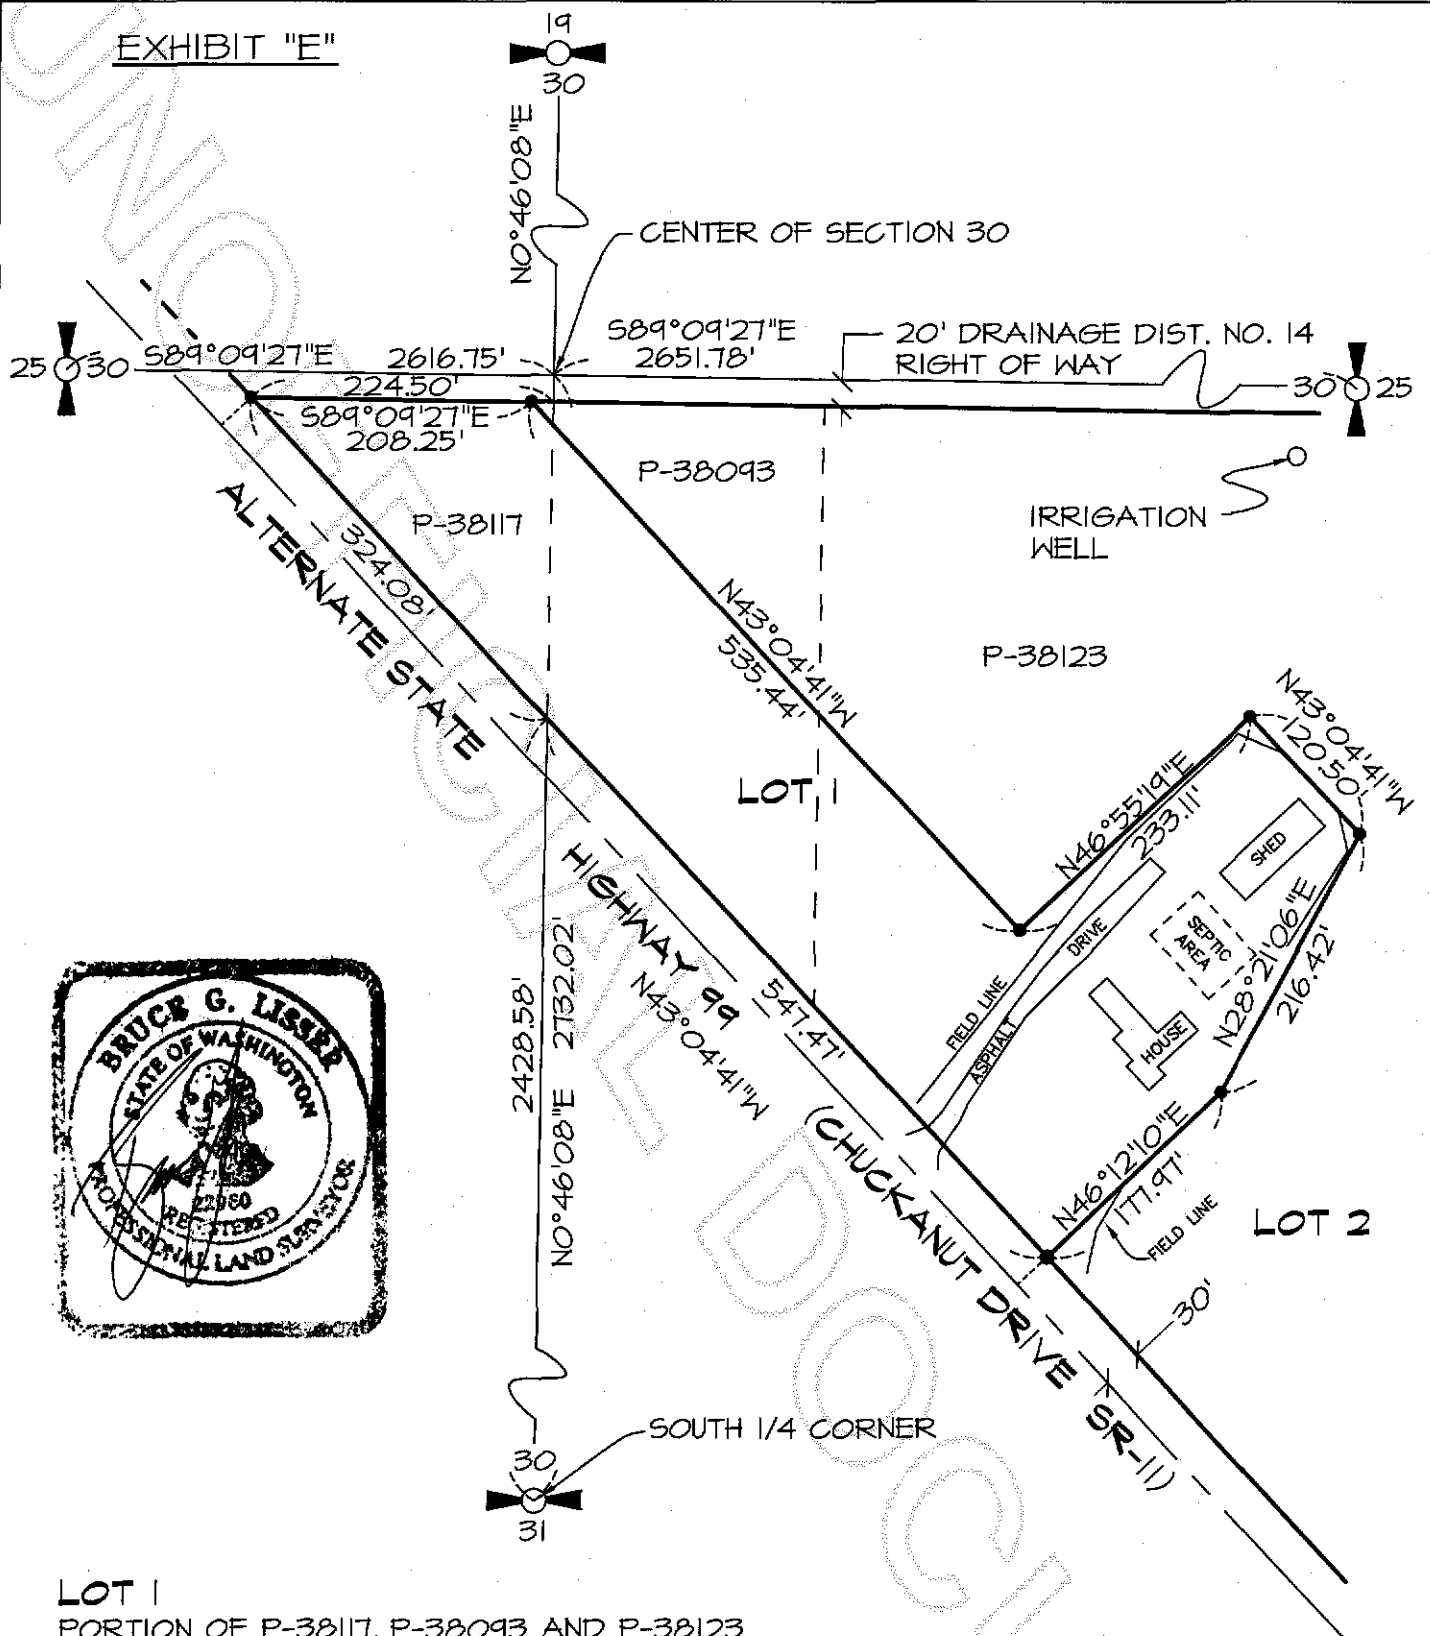 EXHIBIT "E"
19
30
N0°46'08"E
CENTER OF SECTION 30
25 30
S89°09'27"E 2616.75'
224.50'
S89°09'27"E
208.25'
S89°09'27"E
2651.78'
20' DRAINAGE DIST. NO. 14
RIGHT OF WAY
30 25
P-38093
P-38117
IRRIGATION
WELL
324.08'
ALTERNATE STATE
N43°04'41"W
535.44'
P-38123
N43°04'41"W
120.50'
LOT 1
N46°55'19"E
233.11'
SHED
SEPTIC
AREA
DRIVE
N28°21'06"E
216.42'
HIGHWAY 99
N43°04'41"W
547.47'
FIELD LINE
ASPHALT
HOUSE
2428.58'
N0°46'08"E 2732.02'
(CHUCKANUT DRIVE SR-11)
N46°12'10"E
177.97'
FIELD LINE
LOT 2
30'
BRUCE G. LISSER
STATE OF WASHINGTON
22960
REGISTERED
PROFESSIONAL LAND SURVEYOR
SOUTH 1/4 CORNER
30
31
LOT 1
PORTION OF P-38117, P-38093 AND P-38123
UNOFFICIAL DOCU